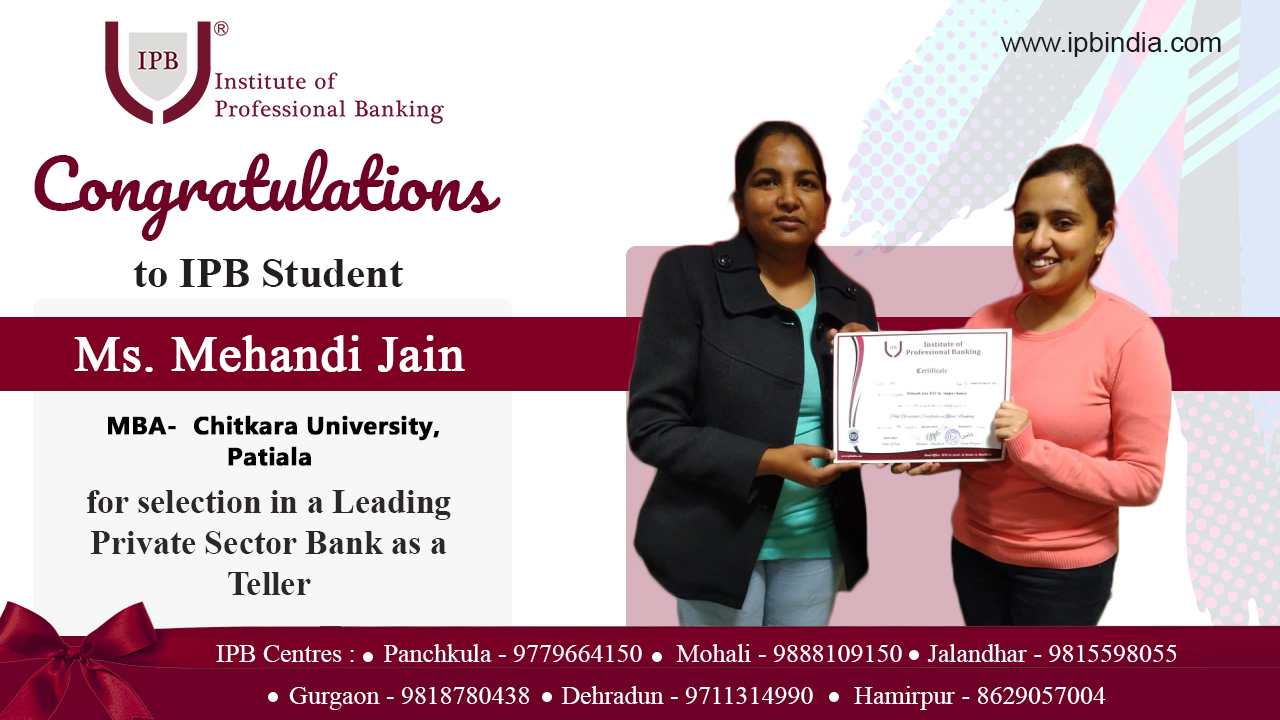 IPB
®
Institute of
Professional Banking
www.ipbindia.com
Congratulations
to IPB Student
Ms. Mehandi Jain
MBA- Chitkara University,
Patiala
for selection in a Leading
Private Sector Bank as a
Teller
Institute of
Professional Banking
Certificate
IPB Centres : • Panchkula - 9779664150 • Mohali - 9888109150 • Jalandhar - 9815598055
• Gurgaon - 9818780438 • Dehradun - 9711314990 • Hamirpur - 8629057004